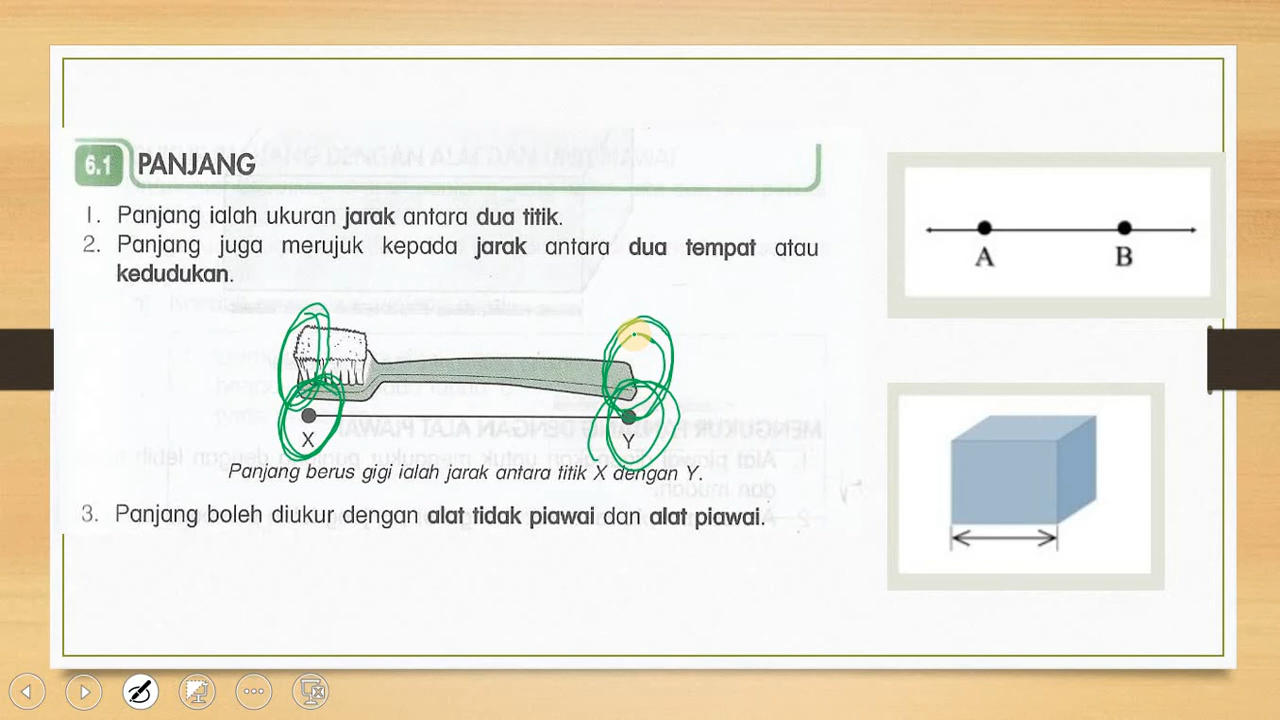 6.1 PANJANG
1. Panjang ialah ukuran jarak antara dua titik.
2. Panjang juga merujuk kepada jarak antara dua tempat atau
kedudukan.
X Y
Panjang berus gigi ialah jarak antara titik X dengan Y.
3. Panjang boleh diukur dengan alat tidak piawai dan alat piawai.
A B